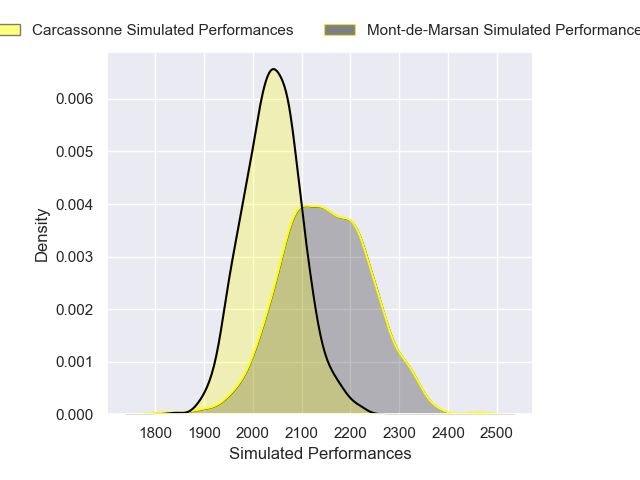 Carcassonne Simulated Performances
Mont-de-Marsan Simulated Performance
0.006
0.005
0.004
0.003
0.002
0.001
0.000
Density
1800 1900 2000 2100 2200 2300 2400 2500
Simulated Performances